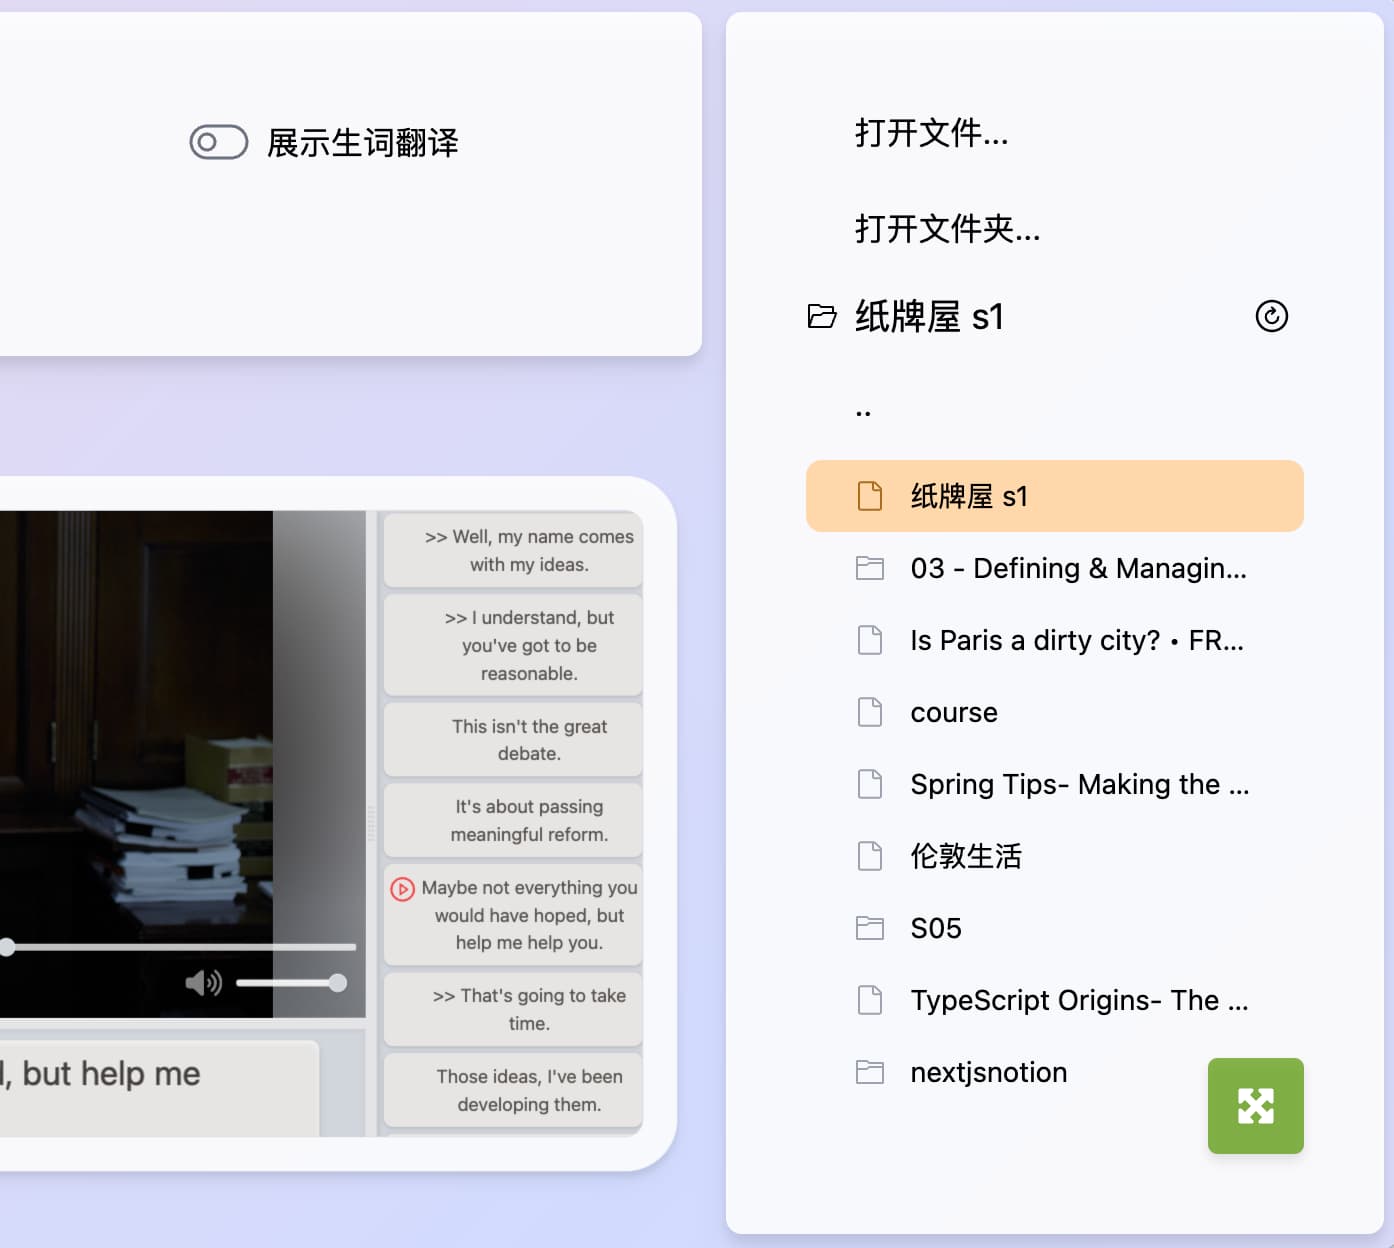 展示生词翻译
>> Well, my name comes
with my ideas.
>> I understand, but
you've got to be
reasonable.
This isn't the great
debate.
It's about passing
meaningful reform.
Maybe not everything you
would have hoped, but
help me help you.
>> That's going to take
time.
Those ideas, I've been
developing them.
, but help me
打开文件...
打开文件夹...
纸牌屋 s1
..
纸牌屋 s1
03 - Defining & Managin...
Is Paris a dirty city? • FR...
course
Spring Tips- Making the ...
伦敦生活
S05
TypeScript Origins- The ...
nextjsnotion